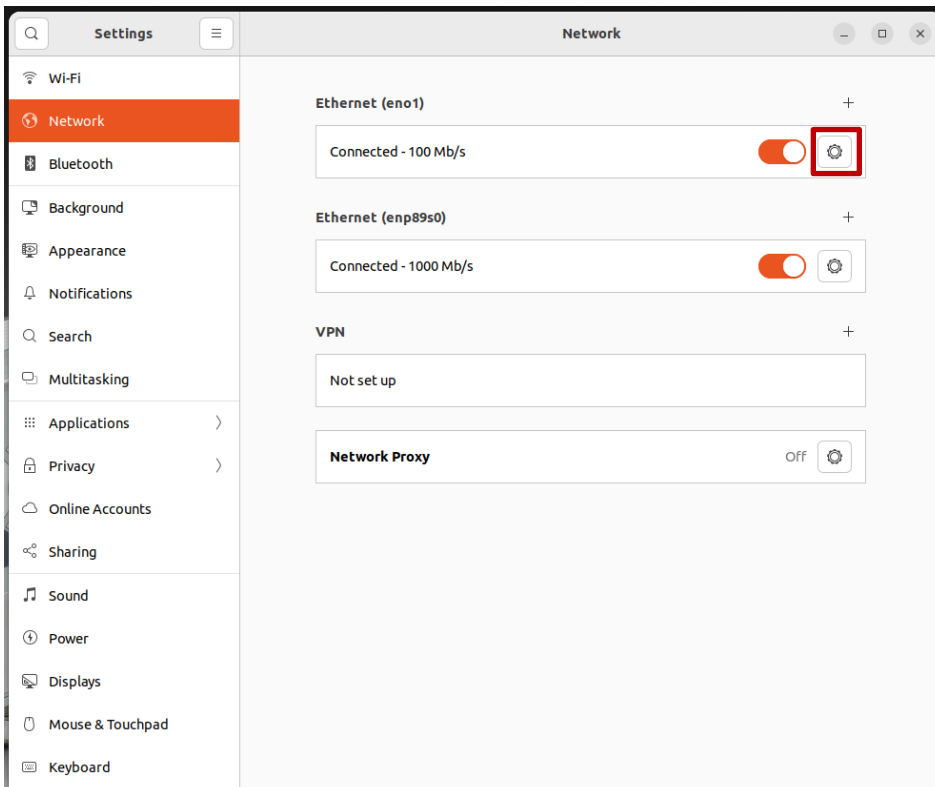 Settings
Network
Wi-Fi
Network
Bluetooth
Background
Appearance
Notifications
Search
Multitasking
Applications
Privacy
Online Accounts
Sharing
Sound
Power
Displays
Mouse & Touchpad
Keyboard
Ethernet (eno1)
Connected - 100 Mb/s
Ethernet (enp89s0)
Connected - 1000 Mb/s
VPN
Not set up
Network Proxy Off